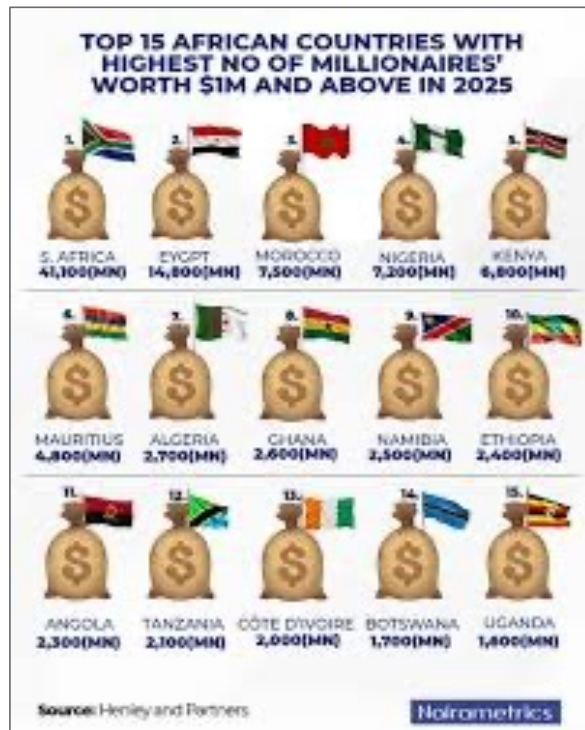 TOP 15 AFRICAN COUNTRIES WITH
HIGHEST NO OF MILLIONAIRES'
WORTH $1M AND ABOVE IN 2025
1. 2. 3. 4. 5.
$ $ $ $ $
S. AFRICA EYGPT MOROCCO NIGERIA KENYA
41,100(MN) 14,800(MN) 7,500(MN) 7,200(MN) 6,800(MN)
6. 7. 8. 9. 10.
$ $ $ $ $
MAURITIUS ALGERIA GHANA NAMIBIA ETHIOPIA
4,800(MN) 2,700(MN) 2,600(MN) 2,500(MN) 2,400(MN)
11. 12. 13. 14. 15.
$ $ $ $ $
ANGOLA TANZANIA CÔTE D'IVOIRE BOTSWANA UGANDA
2,300(MN) 2,100(MN) 2,000(MN) 1,700(MN) 1,600(MN)
Source: Henley and Partners
Nairametrics